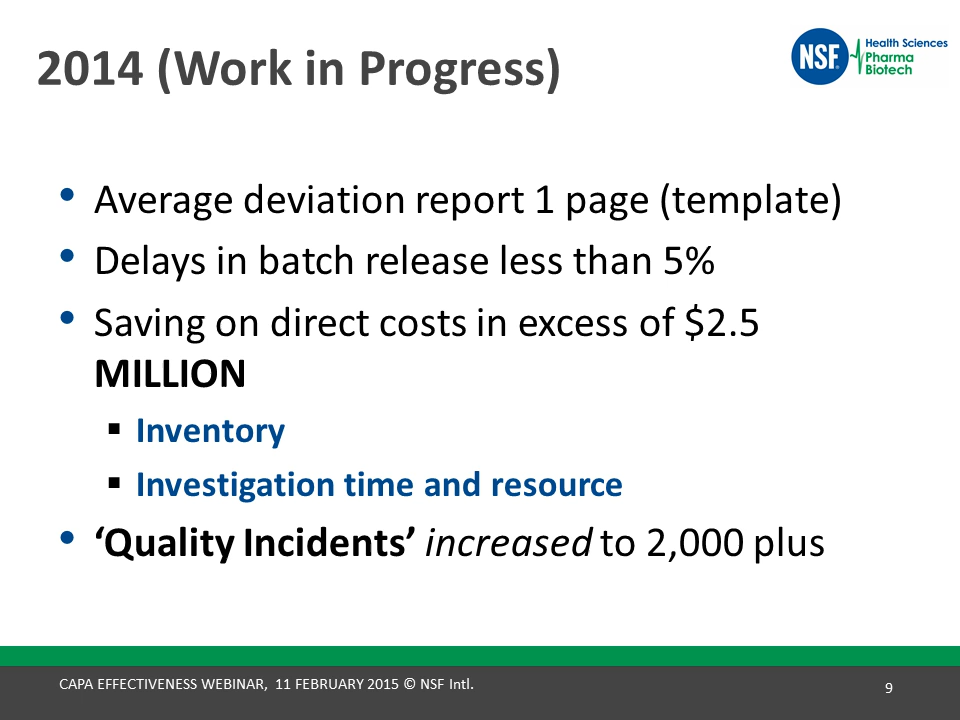 2014 (Work in Progress)
NSF®
Health Sciences
Pharma
Biotech
• Average deviation report 1 page (template)
• Delays in batch release less than 5%
• Saving on direct costs in excess of $2.5
MILLION
▪ Inventory
▪ Investigation time and resource
• ‘Quality Incidents’ increased to 2,000 plus
CAPA EFFECTIVENESS WEBINAR, 11 FEBRUARY 2015 © NSF Intl.
9